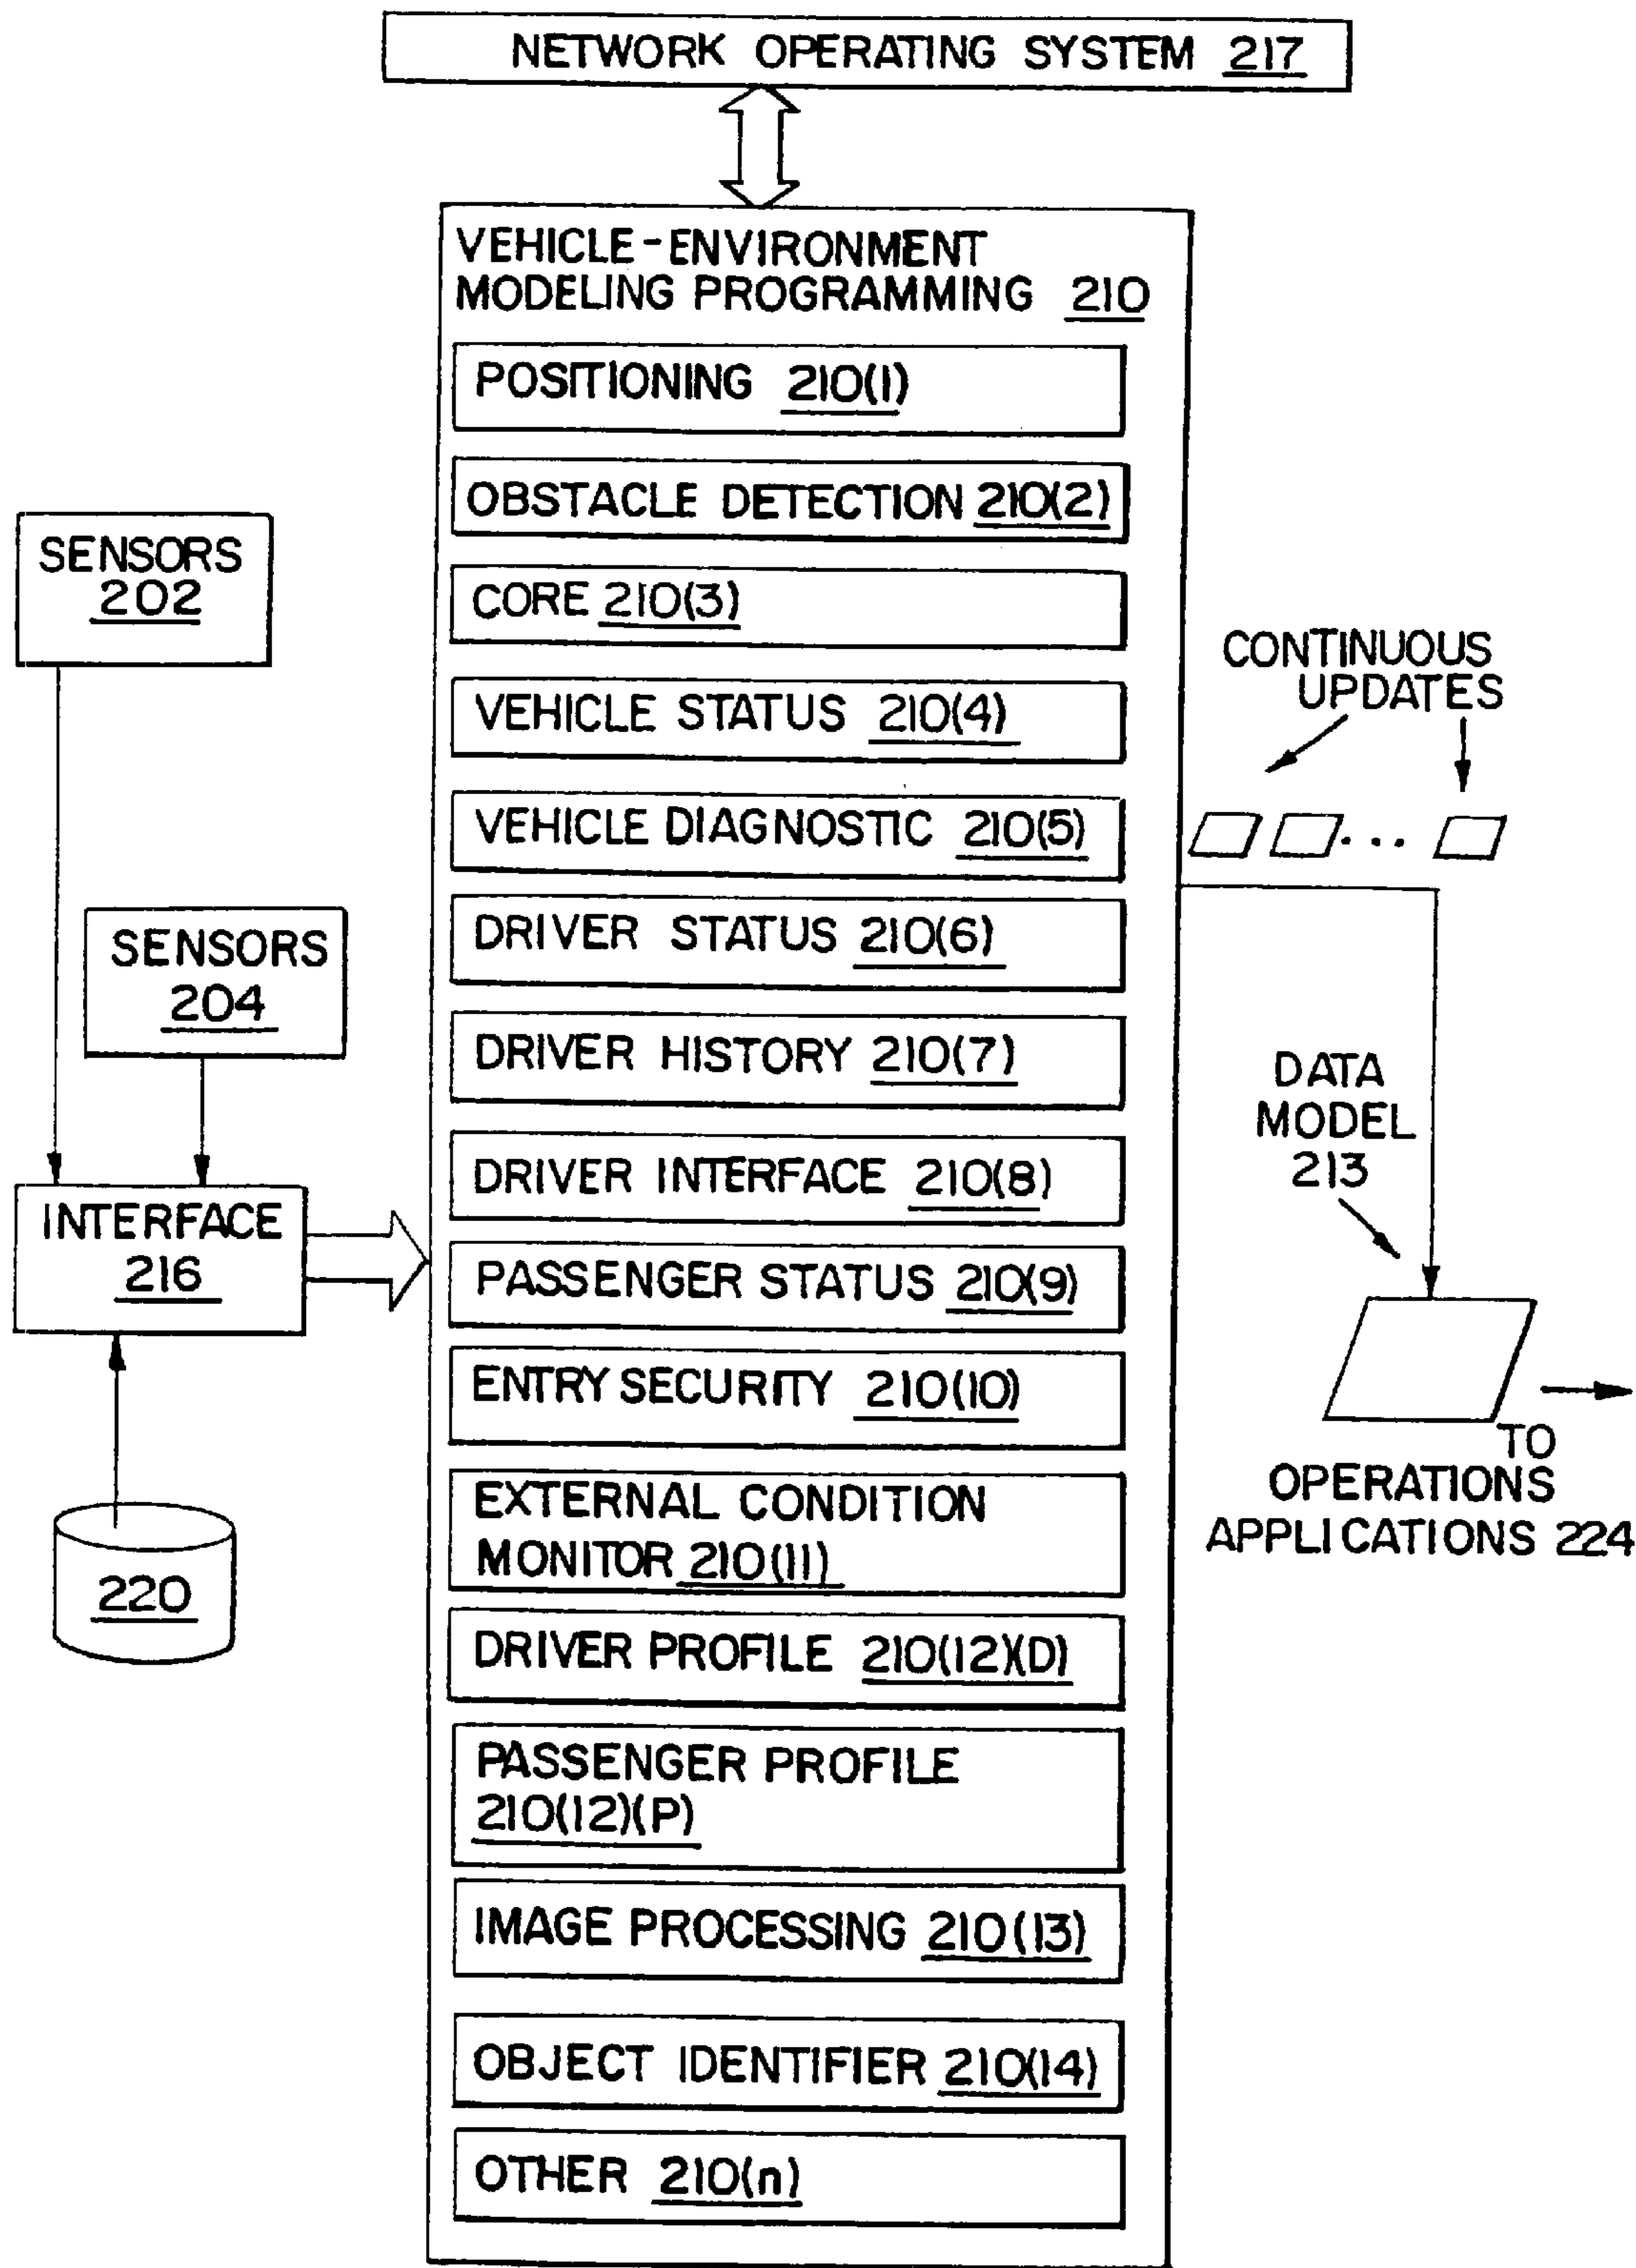 NETWORK OPERATING SYSTEM 217
VEHICLE-ENVIRONMENT
MODELING PROGRAMMING 210
POSITIONING 210(1)
OBSTACLE DETECTION 210(2)
CORE 210(3)
VEHICLE STATUS 210(4)
VEHICLE DIAGNOSTIC 210(5)
DRIVER STATUS 210(6)
DRIVER HISTORY 210(7)
DRIVER INTERFACE 210(8)
PASSENGER STATUS 210(9)
ENTRY SECURITY 210(10)
EXTERNAL CONDITION
MONITOR 210(11)
DRIVER PROFILE 210(12)(D)
PASSENGER PROFILE
210(12)(P)
IMAGE PROCESSING 210(13)
OBJECT IDENTIFIER 210(14)
OTHER 210(n)
SENSORS
202
SENSORS
204
INTERFACE
216
220
CONTINUOUS
UPDATES
...
DATA
MODEL
213
TO
OPERATIONS
APPLICATIONS 224